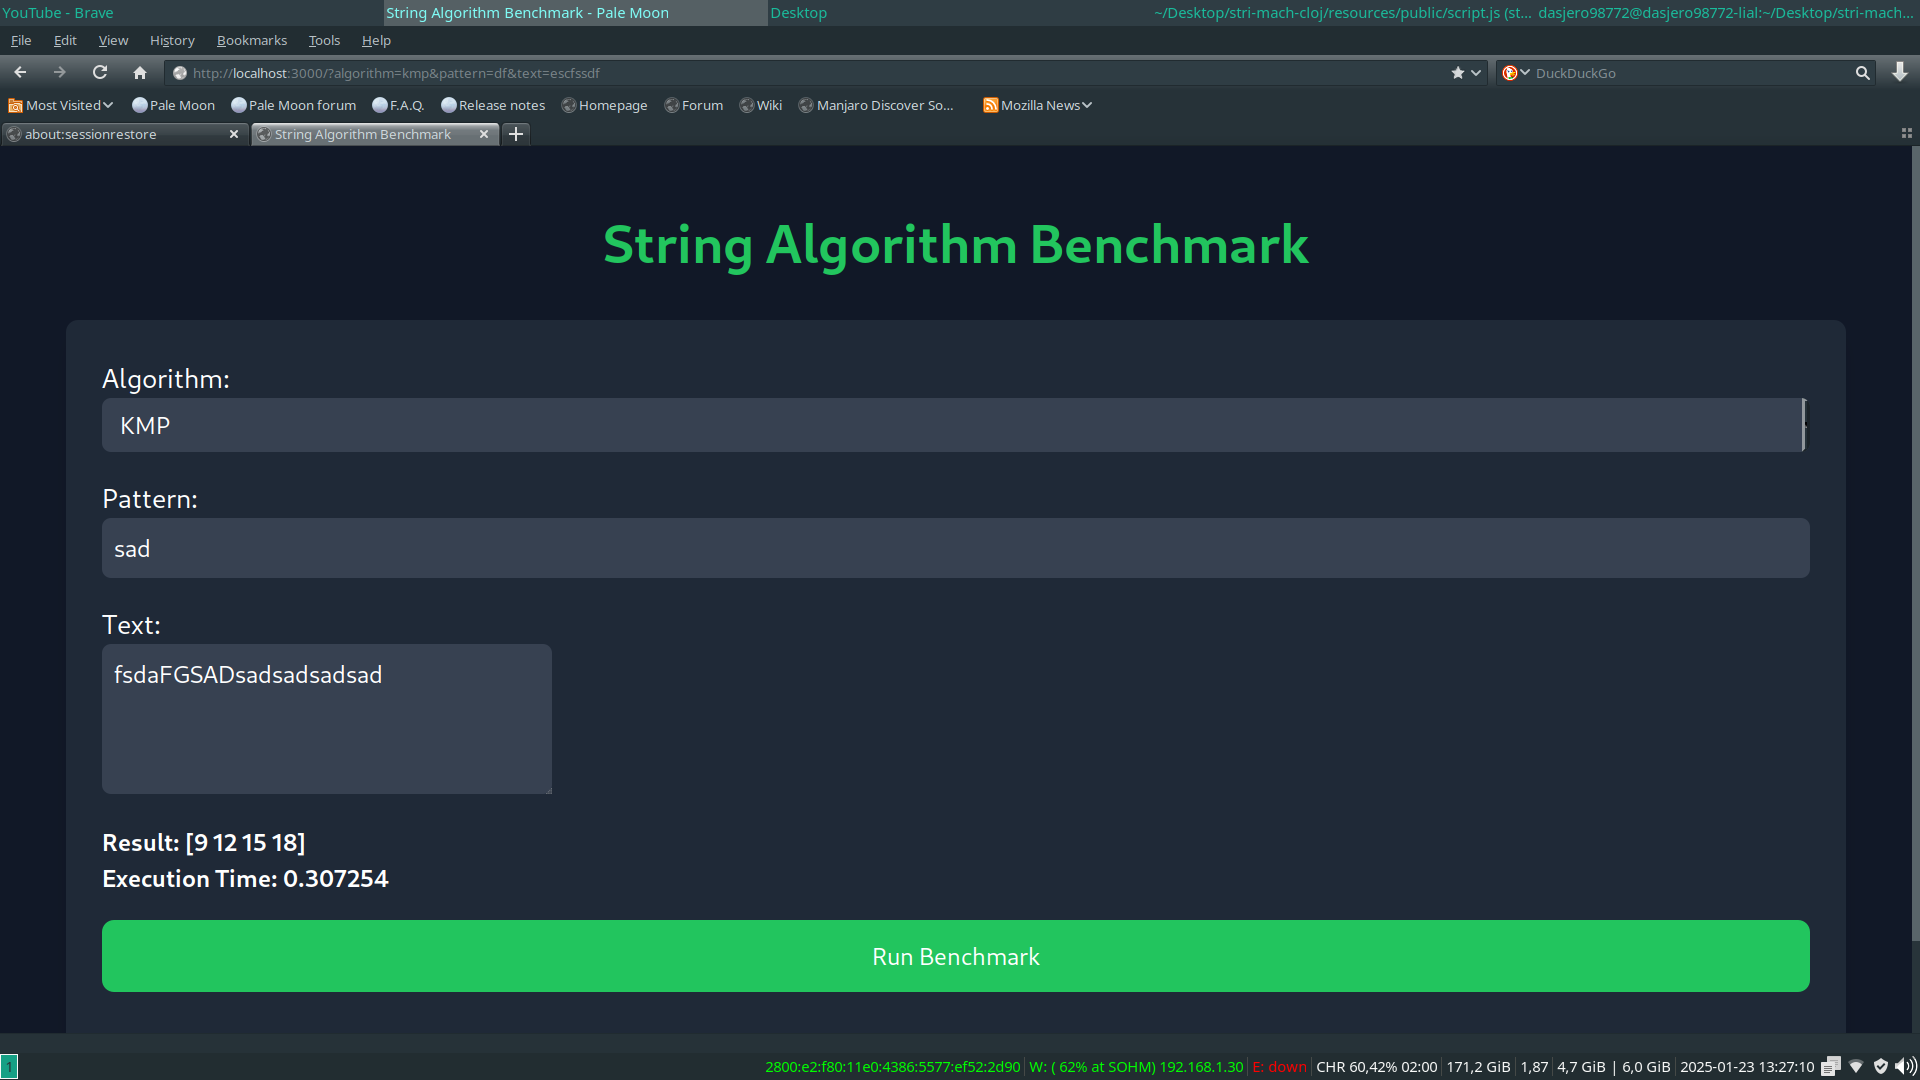 YouTube - Brave
String Algorithm Benchmark - Pale Moon
Desktop
~/Desktop/stri-mach-cloj/resources/public/script.js (st...
dasjero98772@dasjero98772-lial:~/Desktop/stri-mach...
File Edit View History Bookmarks Tools Help
http://localhost:3000/?algorithm=kmp&pattern=df&text=escfssdf
DuckDuckGo
Most Visited Pale Moon Pale Moon forum F.A.Q. Release notes Homepage Forum Wiki Manjaro Discover So... Mozilla News
about:sessionrestore
String Algorithm Benchmark
String Algorithm Benchmark
Algorithm:
KMP
Pattern:
sad
Text:
fsdaFGSADsadsadsadsad
Result: [9 12 15 18]
Execution Time: 0.307254
Run Benchmark
1
2800:e2:f80:11e0:4386:5577:ef52:2d90
W: ( 62% at SOHM) 192.168.1.30
E: down
CHR 60,42% 02:00
171,2 GiB
1,87
4,7 GiB | 6,0 GiB
2025-01-23 13:27:10